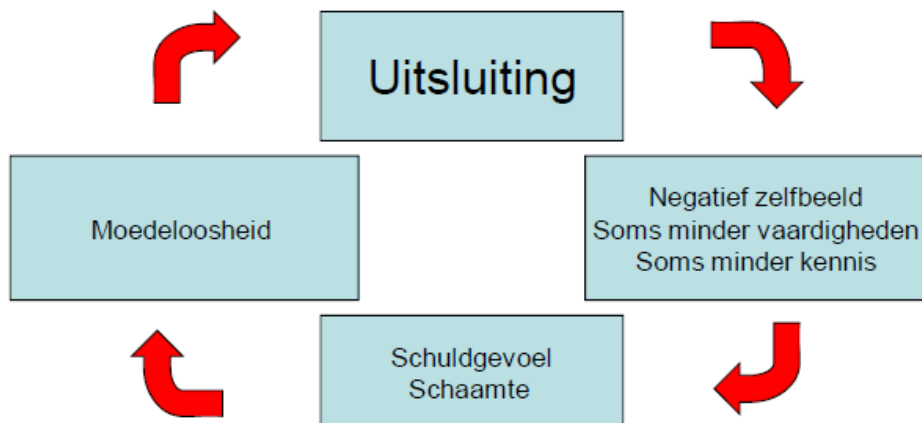 Uitsluiting
Negatief zelfbeeld
Soms minder vaardigheden
Soms minder kennis
Schuldgevoel
Schaamte
Moedeloosheid